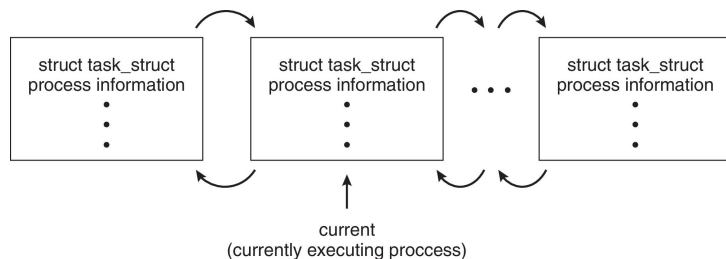 struct task_struct
process information
struct task_struct
process information
struct task_struct
process information
current
(currently executing proccess)